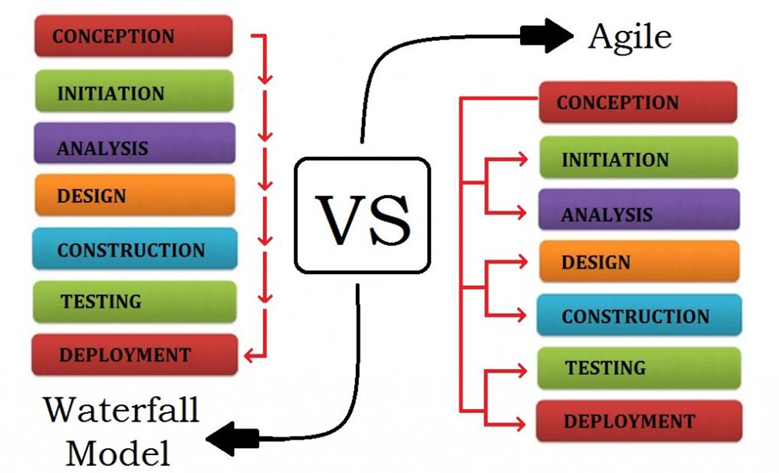 CONCEPTION
INITIATION
ANALYSIS
DESIGN
CONSTRUCTION
TESTING
DEPLOYMENT
Waterfall
Model
VS
Agile
CONCEPTION
INITIATION
ANALYSIS
DESIGN
CONSTRUCTION
TESTING
DEPLOYMENT